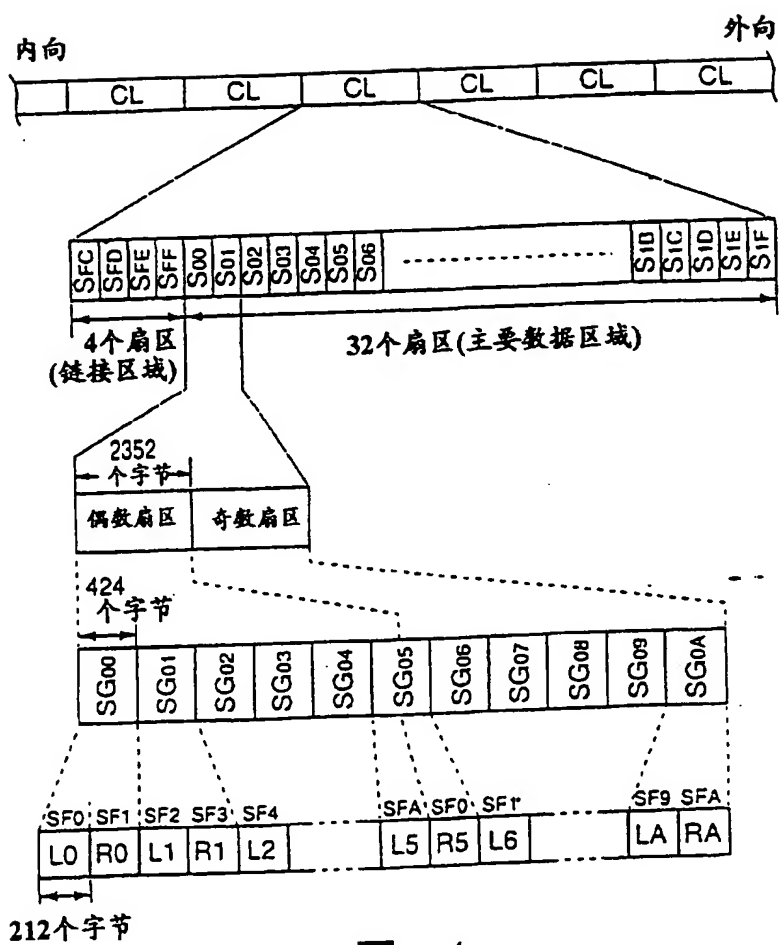 内向
外向
CL CL CL CL CL CL
SFC SFD SFE SFF S00 S01 S02 S03 S04 S05 S06 S1B S1C S1D S1E S1F
4个扇区
(链接区域)
32个扇区(主要数据区域)
2352
个字节
偶数扇区 奇数扇区
424
个字节
SG00 SG01 SG02 SG03 SG04 SG05 SG06 SG07 SG08 SG09 SG0A
SF0 SF1 SF2 SF3 SF4 SFA SF0 SF1 SF9 SFA
L0 R0 L1 R1 L2 L5 R5 L6 LA RA
212个字节